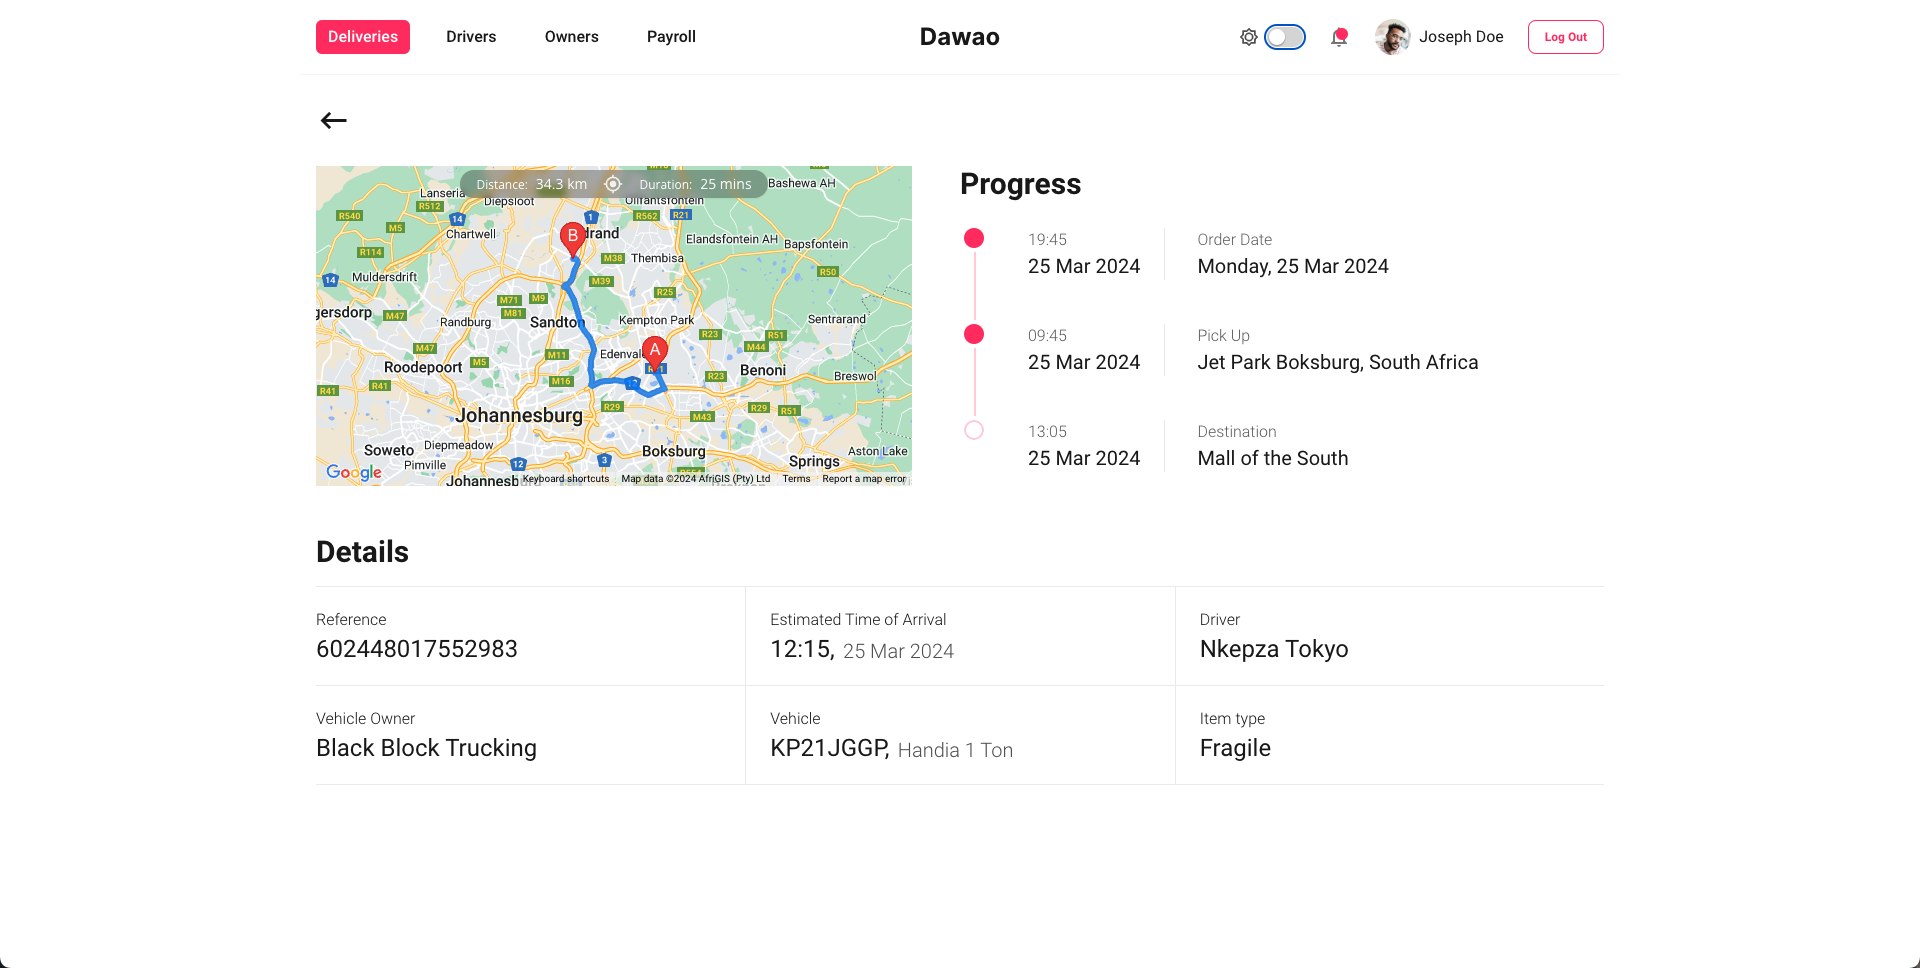 Deliveries Drivers Owners Payroll Dawao Joseph Doe Log Out
Distance: 34.3 km Duration: 25 mins
Bashewa AH
Lanseria
Diepsloot
Olifantsfontein
R540
R512
14
1
R562
R21
M5
Chartwell
B
drand
Elandsfontein AH
Bapsfontein
R114
M38
Thembisa
14
Muldersdrift
M39
R50
R25
M71
M9
gersdorp
M47
M81
Randburg
Sandton
Kempton Park
Sentrarand
R23
R51
M47
M11
Edenval
A
M44
M5
Roodepoort
Benoni
R23
Breswol
R41
R41
M16
12
R29
R29
R51
M43
Johannesburg
Soweto
Diepmeadow
Boksburg
Aston Lake
Pimville
12
3
Springs
Google
Johannesb
Keyboard shortcuts Map data ©2024 AfriGIS (Pty) Ltd Terms Report a map error
Progress
19:45 Order Date
25 Mar 2024 Monday, 25 Mar 2024
09:45 Pick Up
25 Mar 2024 Jet Park Boksburg, South Africa
13:05 Destination
25 Mar 2024 Mall of the South
Details
Reference Estimated Time of Arrival Driver
602448017552983 12:15, 25 Mar 2024 Nkepza Tokyo
Vehicle Owner Vehicle Item type
Black Block Trucking KP21JGGP, Handia 1 Ton Fragile